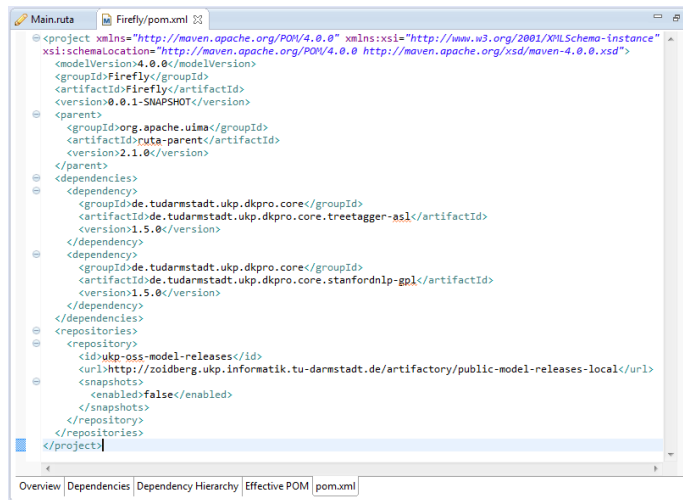 Main.ruta Firefly/pom.xml
<project xmlns="http://maven.apache.org/POM/4.0.0" xmlns:xsi="http://www.w3.org/2001/XMLSchema-instance"
xsi:schemaLocation="http://maven.apache.org/POM/4.0.0 http://maven.apache.org/xsd/maven-4.0.0.xsd">
<modelVersion>4.0.0</modelVersion>
<groupId>Firefly</groupId>
<artifactId>Firefly</artifactId>
<version>0.0.1-SNAPSHOT</version>
<parent>
<groupId>org.apache.uima</groupId>
<artifactId>ruta-parent</artifactId>
<version>2.1.0</version>
</parent>
<dependencies>
<dependency>
<groupId>de.tudarmstadt.ukp.dkpro.core</groupId>
<artifactId>de.tudarmstadt.ukp.dkpro.core.treetagger-asl</artifactId>
<version>1.5.0</version>
</dependency>
<dependency>
<groupId>de.tudarmstadt.ukp.dkpro.core</groupId>
<artifactId>de.tudarmstadt.ukp.dkpro.core.stanfordnlp-gpl</artifactId>
<version>1.5.0</version>
</dependency>
</dependencies>
<repositories>
<repository>
<id>ukp-oss-model-releases</id>
<url>http://zoidberg.ukp.informatik.tu-darmstadt.de/artifactory/public-model-releases-local</url>
<snapshots>
<enabled>false</enabled>
</snapshots>
</repository>
</repositories>
</project>
Overview Dependencies Dependency Hierarchy Effective POM pom.xml